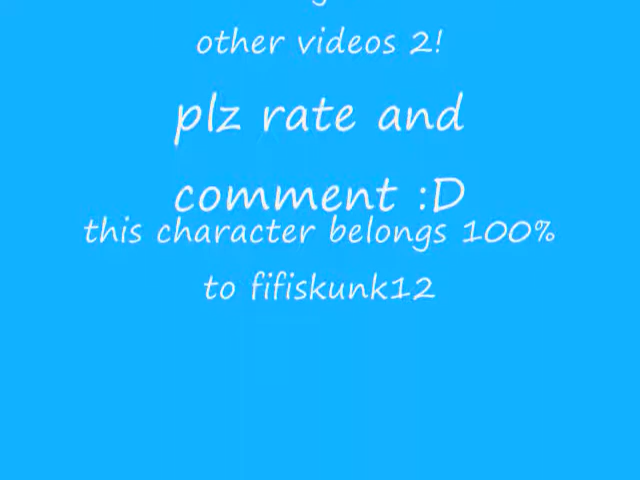 other videos 2!
plz rate and
comment :D
this character belongs 100%
to fifiskunk12